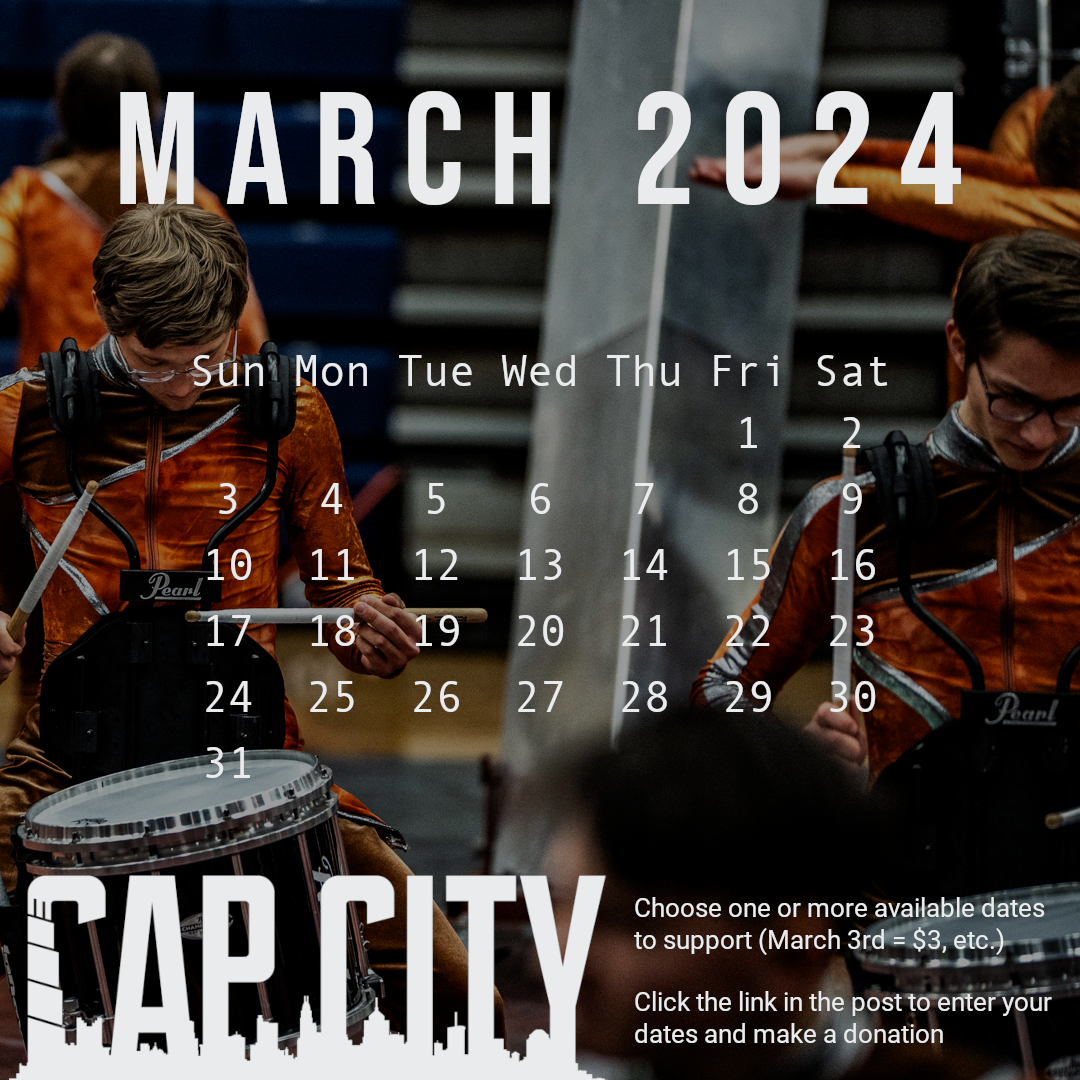 MARCH 2024
Sun Mon Tue Wed Thu Fri Sat
1 2
3 4 5 6 7 8 9
10 11 12 13 14 15 16
17 18 19 20 21 22 23
24 25 26 27 28 29 30
31
Pearl
Pearl
CAP CITY
Choose one or more available dates
to support (March 3rd = $3, etc.)
Click the link in the post to enter your
dates and make a donation